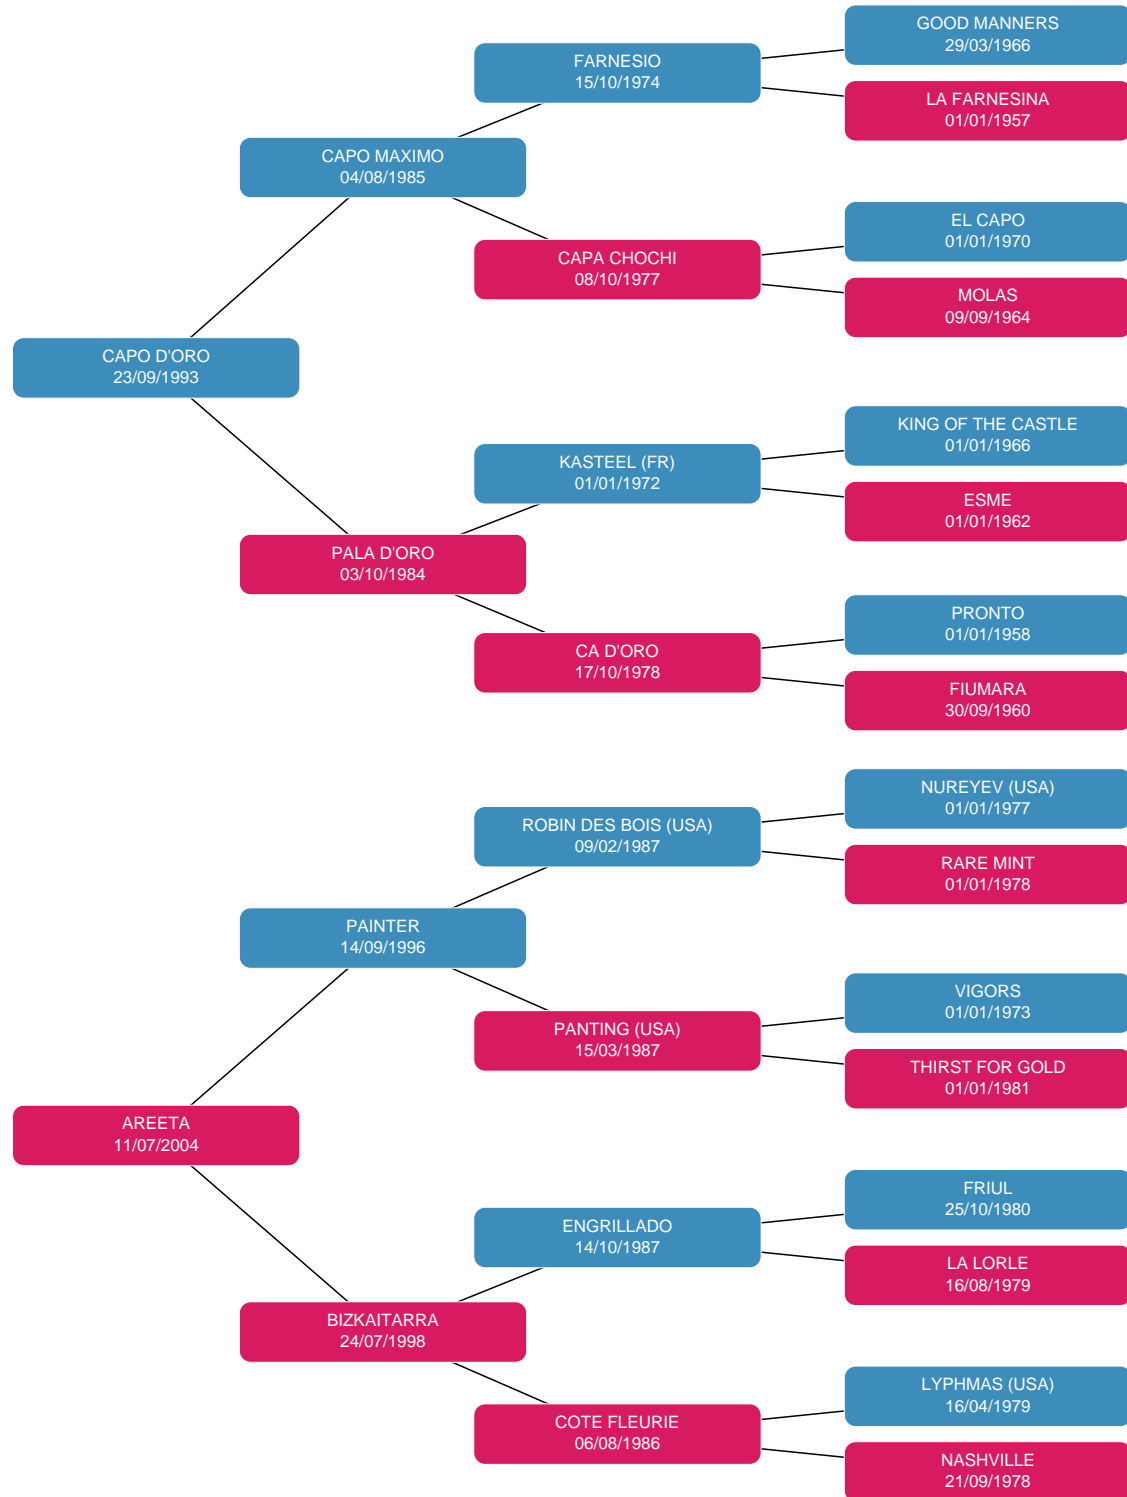 GOOD MANNERS
29/03/1966
FARNESIO
15/10/1974
LA FARNESINA
01/01/1957
CAPO MAXIMO
04/08/1985
EL CAPO
01/01/1970
CAPA CHOCHI
08/10/1977
MOLAS
09/09/1964
CAPO D'ORO
23/09/1993
KING OF THE CASTLE
01/01/1966
KASTEEL (FR)
01/01/1972
ESME
01/01/1962
PALA D'ORO
03/10/1984
PRONTO
01/01/1958
CA D'ORO
17/10/1978
FIUMARA
30/09/1960
NUREYEV (USA)
01/01/1977
ROBIN DES BOIS (USA)
09/02/1987
RARE MINT
01/01/1978
PAINTER
14/09/1996
VIGORS
01/01/1973
PANTING (USA)
15/03/1987
THIRST FOR GOLD
01/01/1981
AREETA
11/07/2004
FRIUL
25/10/1980
ENGRILLADO
14/10/1987
LA LORLE
16/08/1979
BIZKAITARRA
24/07/1998
LYPHMAS (USA)
16/04/1979
COTE FLEURIE
06/08/1986
NASHVILLE
21/09/1978